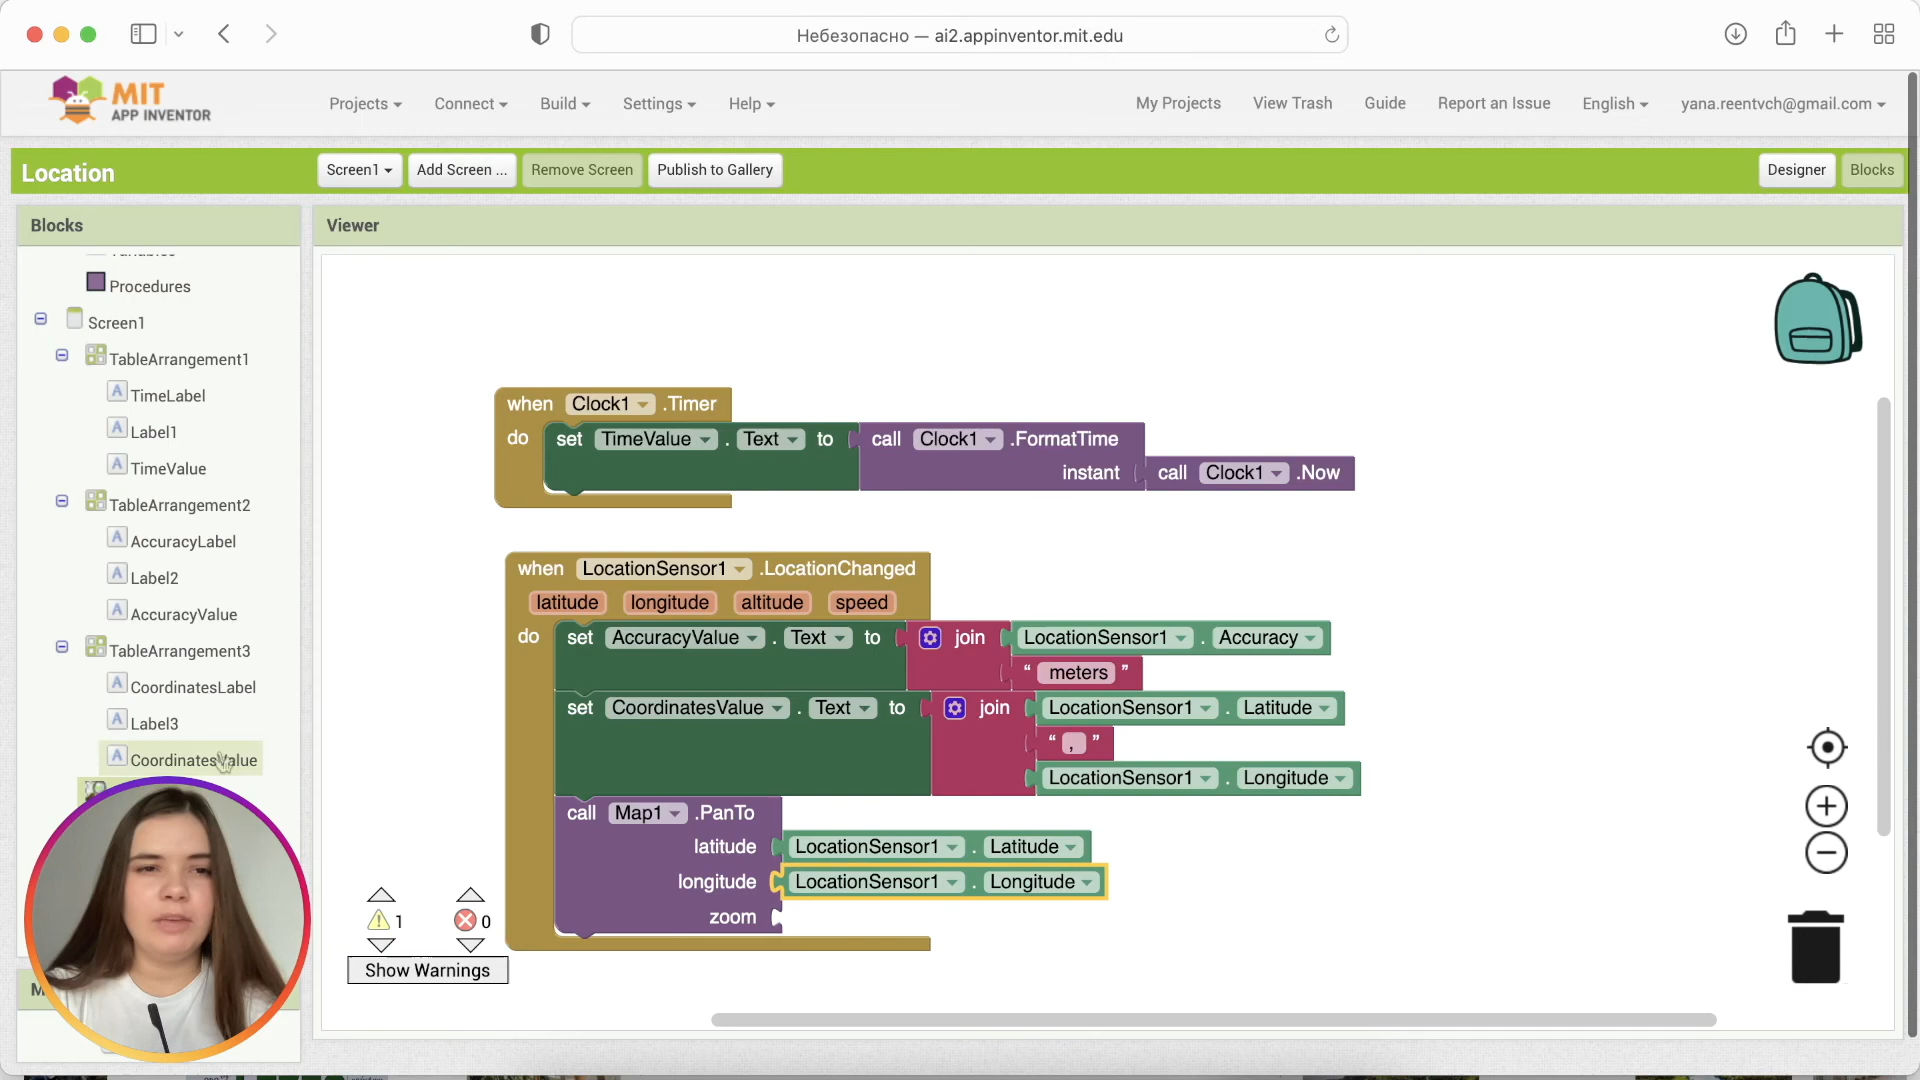 Небезопасно — ai2.appinventor.mit.edu
MIT
APP INVENTOR
Projects
Connect
Build
Settings
Help
My Projects
View Trash
Guide
Report an Issue
English
yana.reentvch@gmail.com
Location
Screen1
Add Screen ...
Remove Screen
Publish to Gallery
Designer
Blocks
Blocks
Viewer
Procedures
Screen1
TableArrangement1
TimeLabel
Label1
TimeValue
TableArrangement2
AccuracyLabel
Label2
AccuracyValue
TableArrangement3
CoordinatesLabel
Label3
CoordinatesValue
when Clock1 .Timer
do set TimeValue . Text to call Clock1 .FormatTime
instant call Clock1 .Now
when LocationSensor1 .LocationChanged
latitude longitude altitude speed
do set AccuracyValue . Text to join LocationSensor1 . Accuracy
“ meters ”
set CoordinatesValue . Text to join LocationSensor1 . Latitude
“ , ”
LocationSensor1 . Longitude
call Map1 .PanTo
latitude LocationSensor1 . Latitude
longitude LocationSensor1 . Longitude
zoom
1 0
Show Warnings